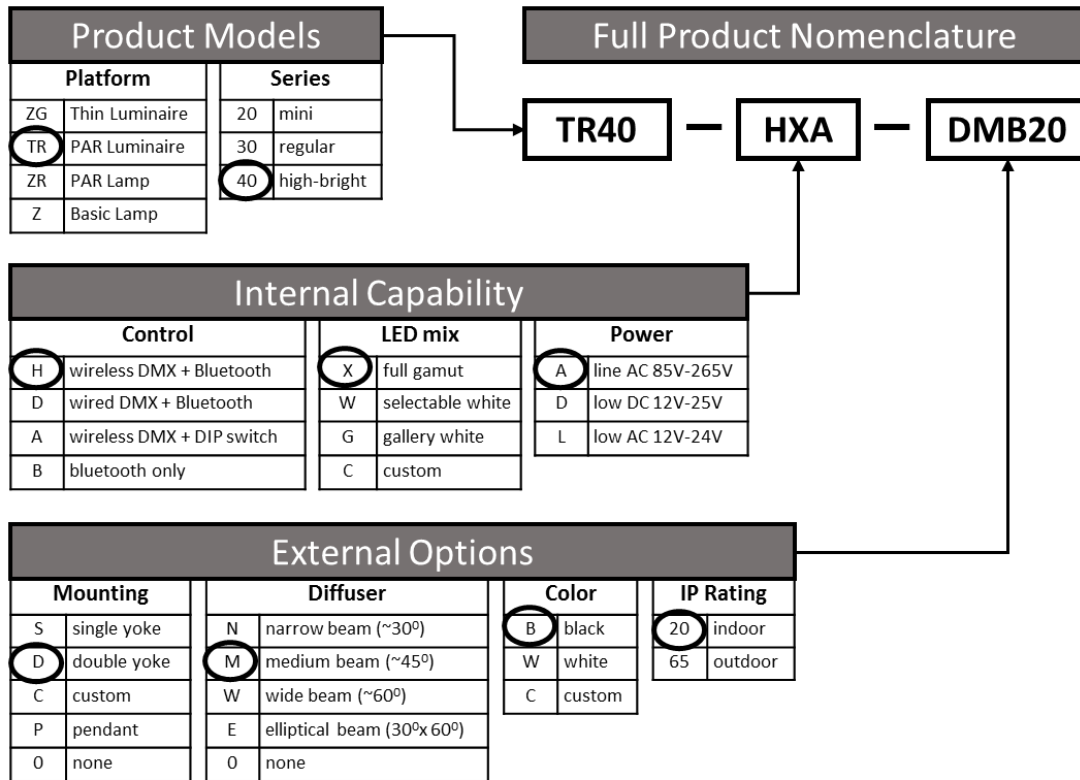 Product Models
Full Product Nomenclature
Platform
ZG Thin Luminaire
TR PAR Luminaire
ZR PAR Lamp
Z Basic Lamp
Series
20 mini
30 regular
40 high-bright
TR40 — HXA — DMB20
Internal Capability
Control
H wireless DMX + Bluetooth
D wired DMX + Bluetooth
A wireless DMX + DIP switch
B bluetooth only
LED mix
X full gamut
W selectable white
G gallery white
C custom
Power
A line AC 85V-265V
D low DC 12V-25V
L low AC 12V-24V
External Options
Mounting
S single yoke
D double yoke
C custom
P pendant
0 none
Diffuser
N narrow beam (~30⁰)
M medium beam (~45⁰)
W wide beam (~60⁰)
E elliptical beam (30⁰x 60⁰)
0 none
Color
B black
W white
C custom
IP Rating
20 indoor
65 outdoor